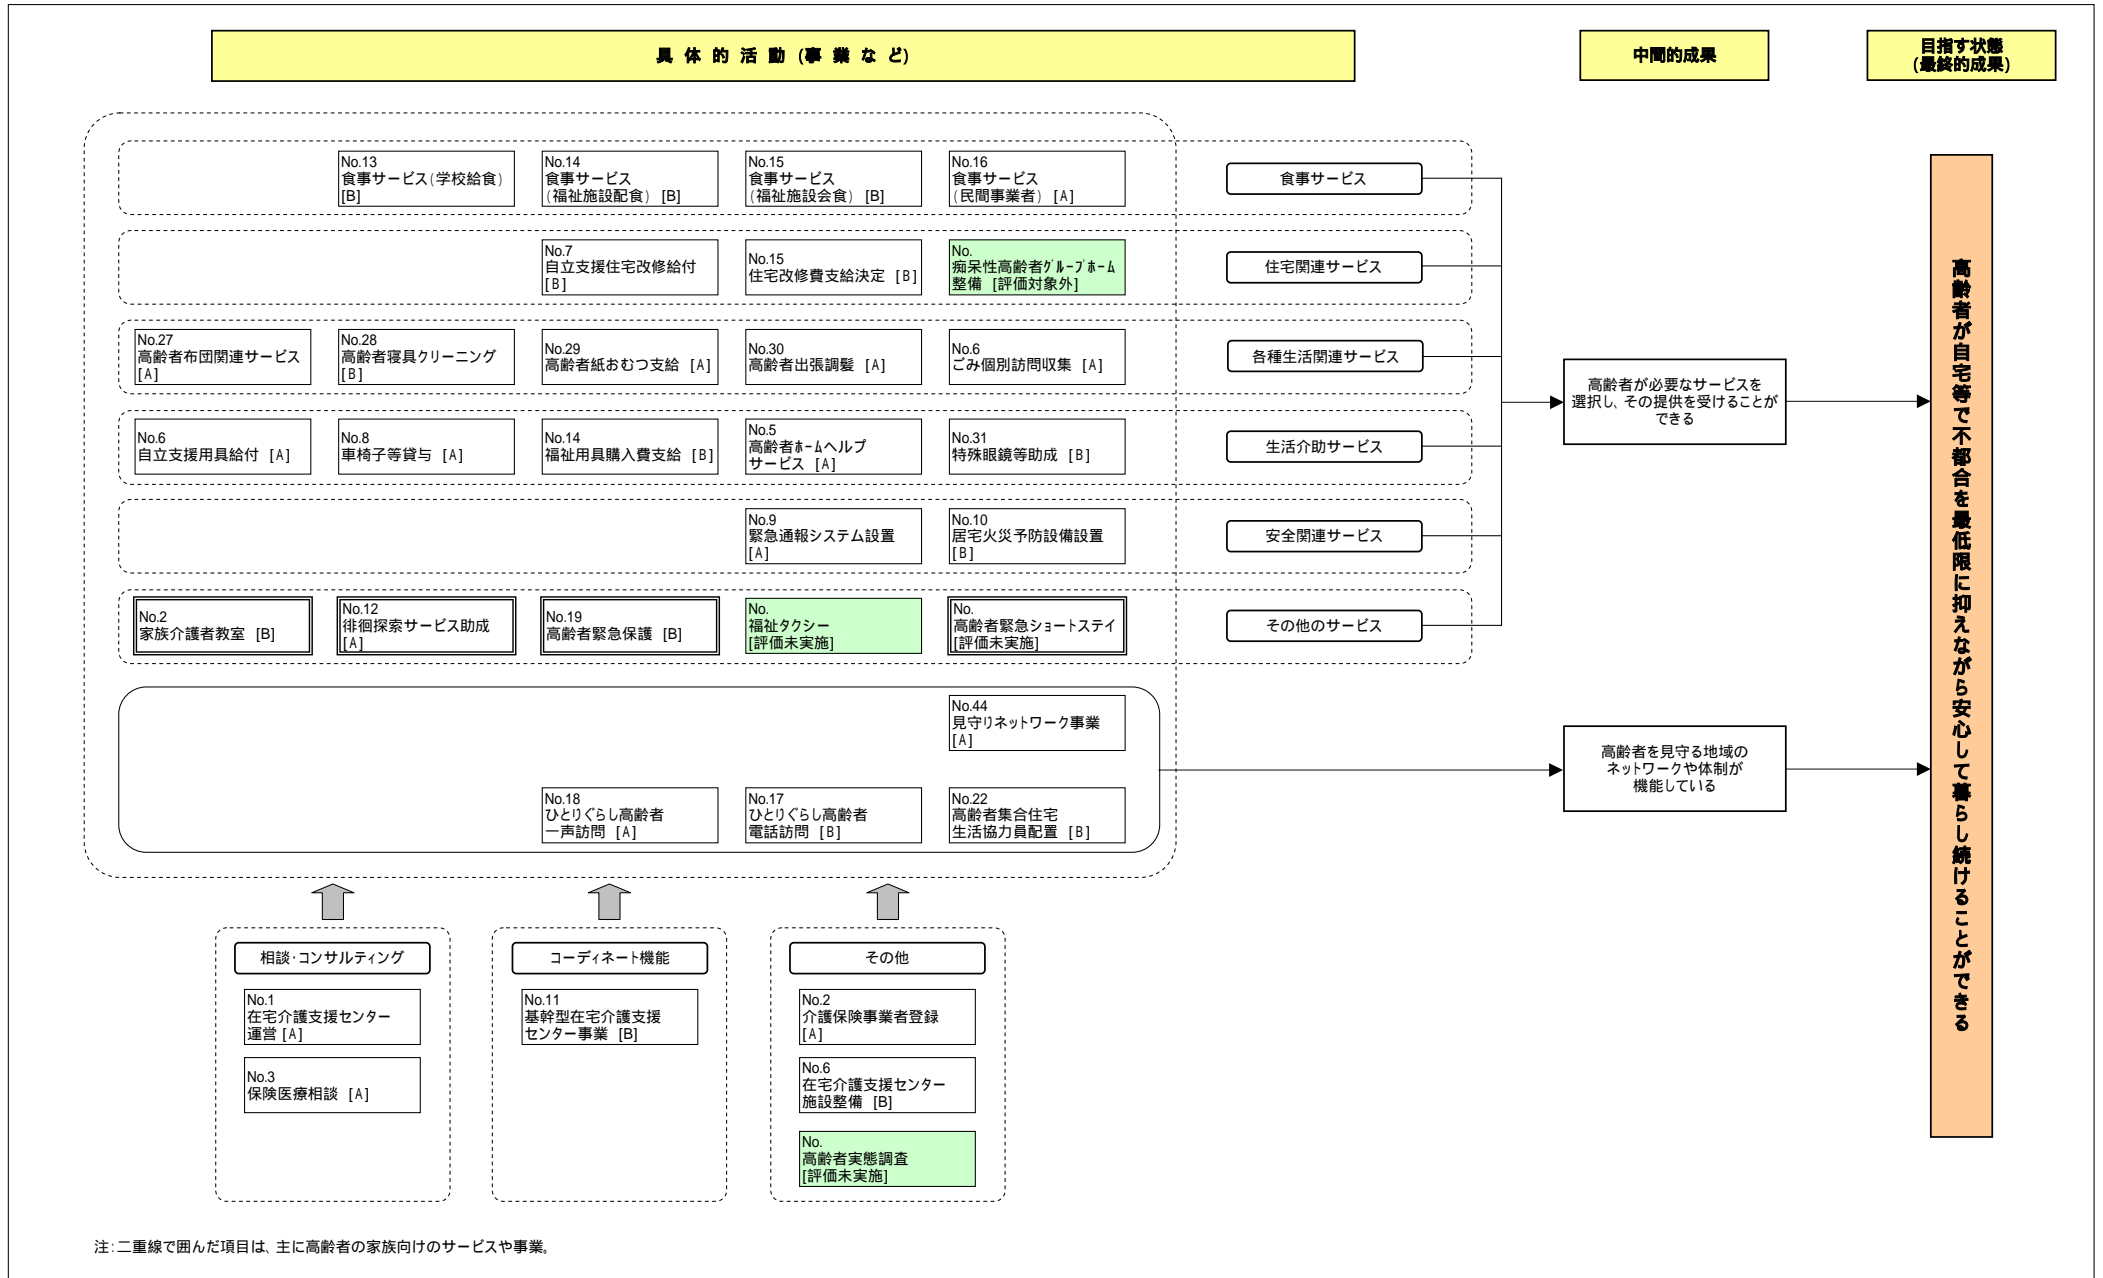 具体的活動(事業など)
中間的成果
目指す状態
(最終的成果)
No.13
食事サービス(学校給食)
[B]
No.14
食事サービス
(福祉施設配食) [B]
No.15
食事サービス
(福祉施設会食) [B]
No.16
食事サービス
(民間事業者) [A]
食事サービス
No.7
自立支援住宅改修給付
[B]
No.15
住宅改修費支給決定 [B]
No.
痴呆性高齢者グループホーム
整備 [評価対象外]
住宅関連サービス
No.27
高齢者布団関連サービス
[A]
No.28
高齢者寝具クリーニング
[B]
No.29
高齢者紙おむつ支給 [A]
No.30
高齢者出張調髪 [A]
No.6
ごみ個別訪問収集 [A]
各種生活関連サービス
No.6
自立支援用具給付 [A]
No.8
車椅子等貸与 [A]
No.14
福祉用具購入費支給 [B]
No.5
高齢者ホームヘルプ
サービス [A]
No.31
特殊眼鏡等助成 [B]
生活介助サービス
No.9
緊急通報システム設置
[A]
No.10
居宅火災予防設備設置
[B]
安全関連サービス
No.2
家族介護者教室 [B]
No.12
徘徊探索サービス助成
[A]
No.19
高齢者緊急保護 [B]
No.
福祉タクシー
[評価未実施]
No.
高齢者緊急ショートステイ
[評価未実施]
その他のサービス
高齢者が必要なサービスを
選択し、その提供を受けることが
できる
No.44
見守りネットワーク事業
[A]
No.18
ひとりぐらし高齢者
一声訪問 [A]
No.17
ひとりぐらし高齢者
電話訪問 [B]
No.22
高齢者集合住宅
生活協力員配置 [B]
高齢者を見守る地域の
ネットワークや体制が
機能している
高齢者が自宅等で不都合を最低限に抑えながら安心して暮らし続けることができる
相談・コンサルティング
No.1
在宅介護支援センター
運営 [A]
No.3
保険医療相談 [A]
コーディネート機能
No.11
基幹型在宅介護支援
センター事業 [B]
その他
No.2
介護保険事業者登録
[A]
No.6
在宅介護支援センター
施設整備 [B]
No.
高齢者実態調査
[評価未実施]
注:二重線で囲んだ項目は、主に高齢者の家族向けのサービスや事業。